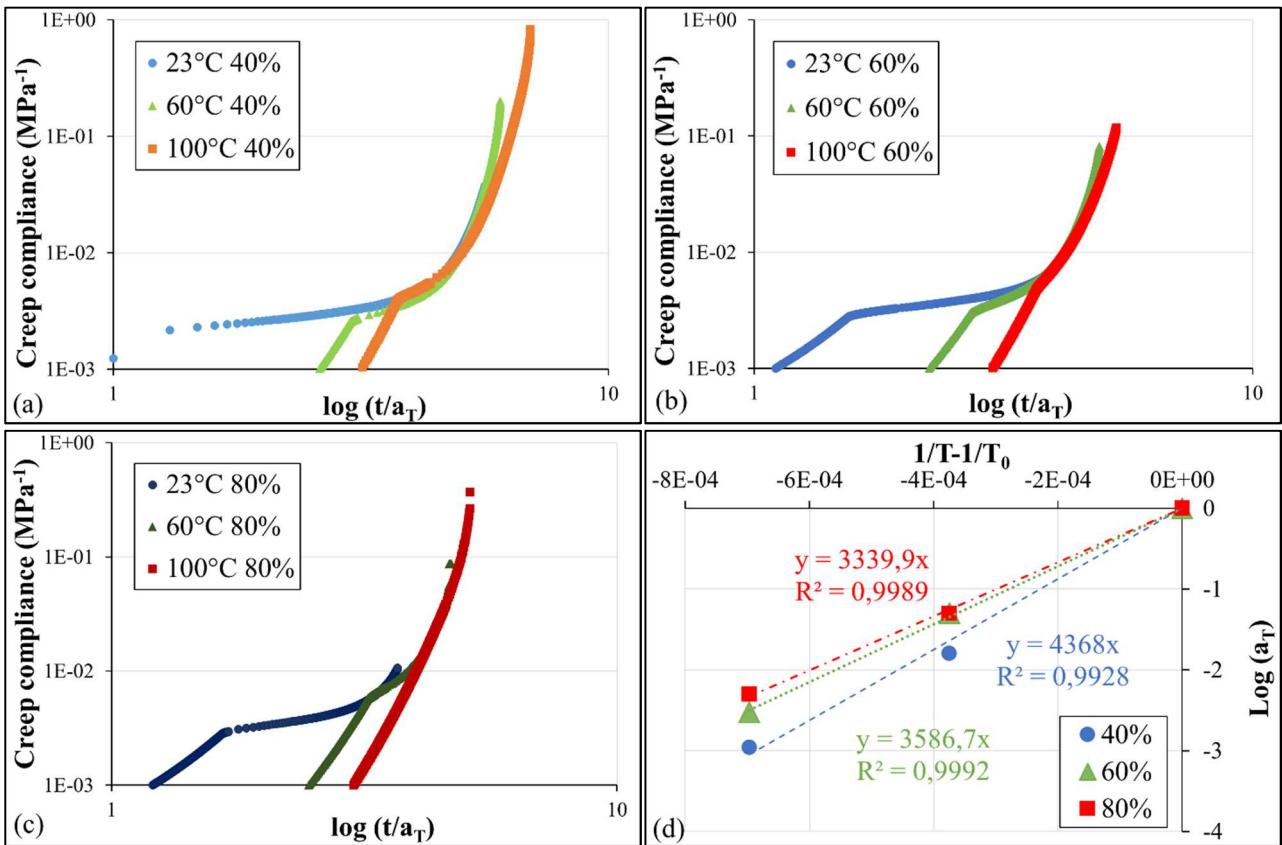 1E+00
1E-01
1E-02
1E-03
Creep compliance (MPa-1)
23°C 40%
60°C 40%
100°C 40%
1
10
(a)
log (t/aT)
1E+00
1E-01
1E-02
1E-03
Creep compliance (MPa-1)
23°C 60%
60°C 60%
100°C 60%
1
10
(b)
log (t/aT)
1E+00
1E-01
1E-02
1E-03
Creep compliance (MPa-1)
23°C 80%
60°C 80%
100°C 80%
1
10
(c)
log (t/aT)
1/T-1/T0
-8E-04 -6E-04 -4E-04 -2E-04 0E+00
0
-1
-2
-3
-4
Log (aT)
y = 3339,9x
R² = 0,9989
y = 4368x
R² = 0,9928
y = 3586,7x
R² = 0,9992
40%
60%
80%
(d)